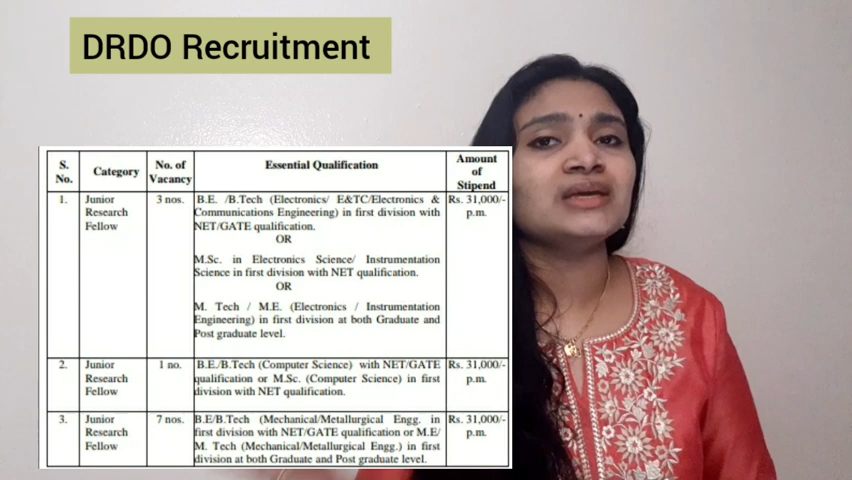 DRDO Recruitment
S. No. Category No. of Vacancy Essential Qualification Amount of Stipend
1. Junior Research Fellow 3 nos. B.E. /B.Tech (Electronics/ E&TC/Electronics & Rs. 31,000/- p.m.
Communications Engineering) in first division with
NET/GATE qualification.
OR
M.Sc. in Electronics Science/ Instrumentation
Science in first division with NET qualification.
OR
M. Tech / M.E. (Electronics / Instrumentation
Engineering) in first division at both Graduate and
Post graduate level.
2. Junior Research Fellow 1 no. B.E./B.Tech (Computer Science) with NET/GATE Rs. 31,000/- p.m.
qualification or M.Sc. (Computer Science) in first
division with NET qualification.
3. Junior Research Fellow 7 nos. B.E/B.Tech (Mechanical/Metallurgical Engg. in Rs. 31,000/- p.m.
first division with NET/GATE qualification or M.E/
M. Tech (Mechanical/Metallurgical Engg.) in first
division at both Graduate and Post graduate level.